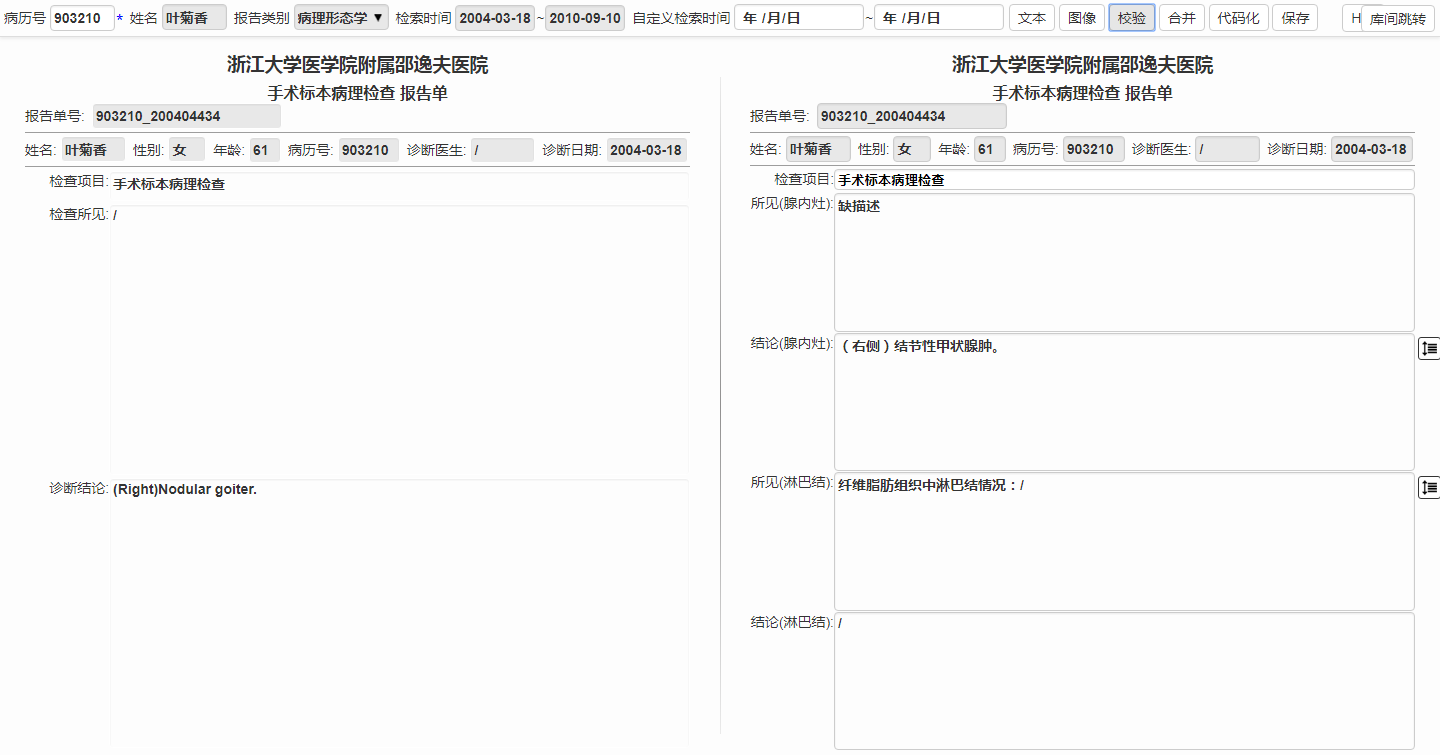 病历号 903210 * 姓名 叶菊香 报告类别 病理形态学 ▼ 检索时间 2004-03-18 ~ 2010-09-10 自定义检索时间 年 /月/日 ~ 年 /月/日 文本 图像 校验 合并 代码化 保存 H 库间跳转
浙江大学医学院附属邵逸夫医院
手术标本病理检查 报告单
报告单号: 903210_200404434
姓名: 叶菊香 性别: 女 年龄: 61 病历号: 903210 诊断医生: / 诊断日期: 2004-03-18
检查项目: 手术标本病理检查
检查所见: /
诊断结论: (Right)Nodular goiter.
浙江大学医学院附属邵逸夫医院
手术标本病理检查 报告单
报告单号: 903210_200404434
姓名: 叶菊香 性别: 女 年龄: 61 病历号: 903210 诊断医生: / 诊断日期: 2004-03-18
检查项目: 手术标本病理检查
所见(腺内灶): 缺描述
结论(腺内灶): （右侧）结节性甲状腺肿。
所见(淋巴结): 纤维脂肪组织中淋巴结情况：/
结论(淋巴结): /